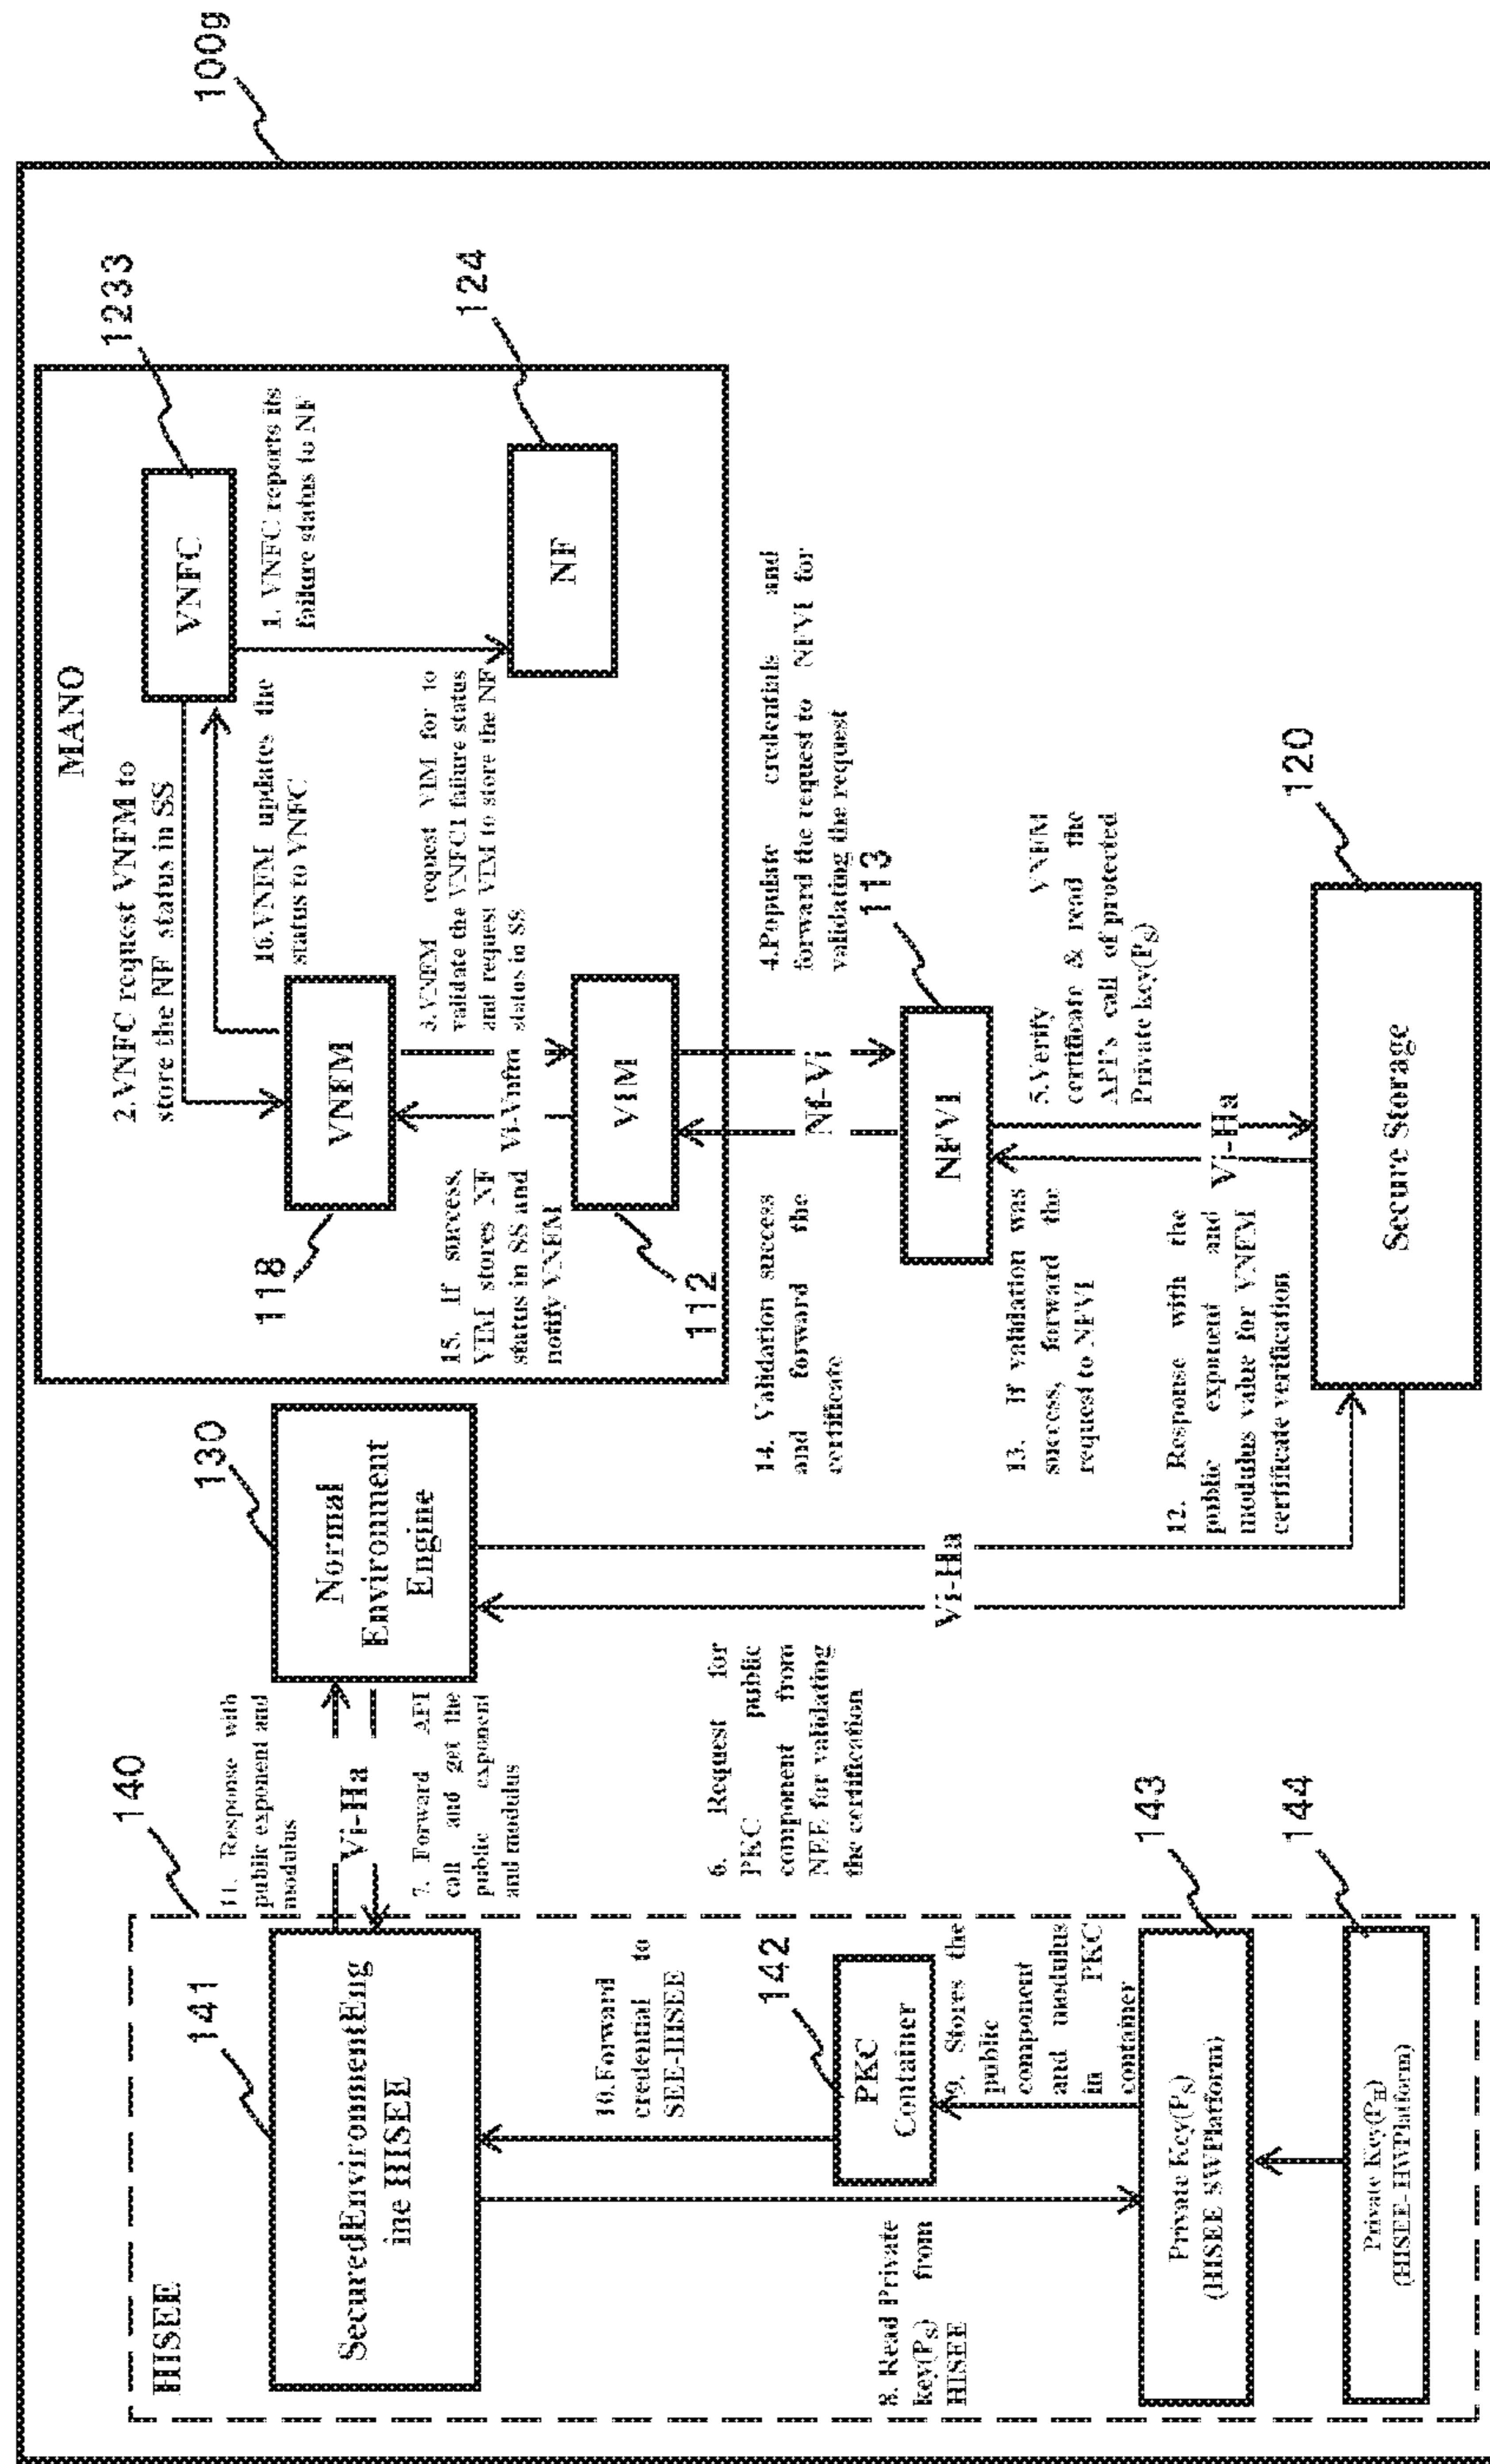 100g
MANO
1233
VNFC
1. VNFC reports its
failure status to NF
124
NF
2.VNFC request VNFM to
store the NF status in SS
16.VNFM updates the
status to VNFC
118
VNFM
3.VNFM request VIM for to
validate the VNFC1 failure status
and request VIM to store the NF
status in SS
Vi-Vnfm
15. If success,
VIM stores NF
status in SS and
notify VNFM
VIM
112
4.Populate credentials and
forward the request to NFVI for
validating the request
Nf-Vi
14. Validation success
and forward the
certificate
113
NFVI
5.Verify VNFM
certificate & read the
API's call of protected
Private key(PS)
Vi-Ha
13. If validation was
success, forward the
request to NFVI
12. Response with the
public exponent and
modulus value for VNFM
certificate verification
120
Secure Storage
130
Normal
Environment
Engine
Vi-Ha
6. Request for
PKC public
component from
NEE for validating
the certification
11. Response with
public exponent and
modulus
Vi-Ha
7. Forward API
call and get the
public exponent
and modulus
140
HISEE
141
SecuredEnvironmentEng
ine HISEE
10.Forward
credential to
SEE-HISEE
8. Read Private
key(PS) from
HISEE
142
PKC
Container
9. Stores the
public
component
and modulus
in PKC
container
143
Private Key(PS)
(HISEE SWPlatform)
144
Private Key(PH)
(HISEE-HWPlatform)